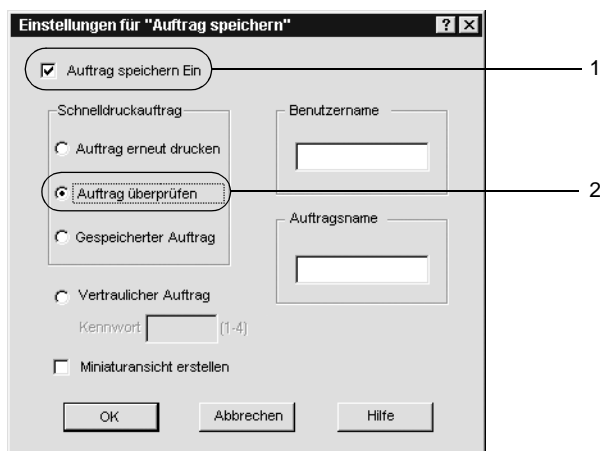 Einstellungen für "Auftrag speichern"
Auftrag speichern Ein
1
Schnelldruckauftrag
Auftrag erneut drucken
Auftrag überprüfen
2
Gespeicherter Auftrag
Vertraulicher Auftrag
Kennwort (1-4)
Miniaturansicht erstellen
Benutzername
Auftragsname
OK
Abbrechen
Hilfe